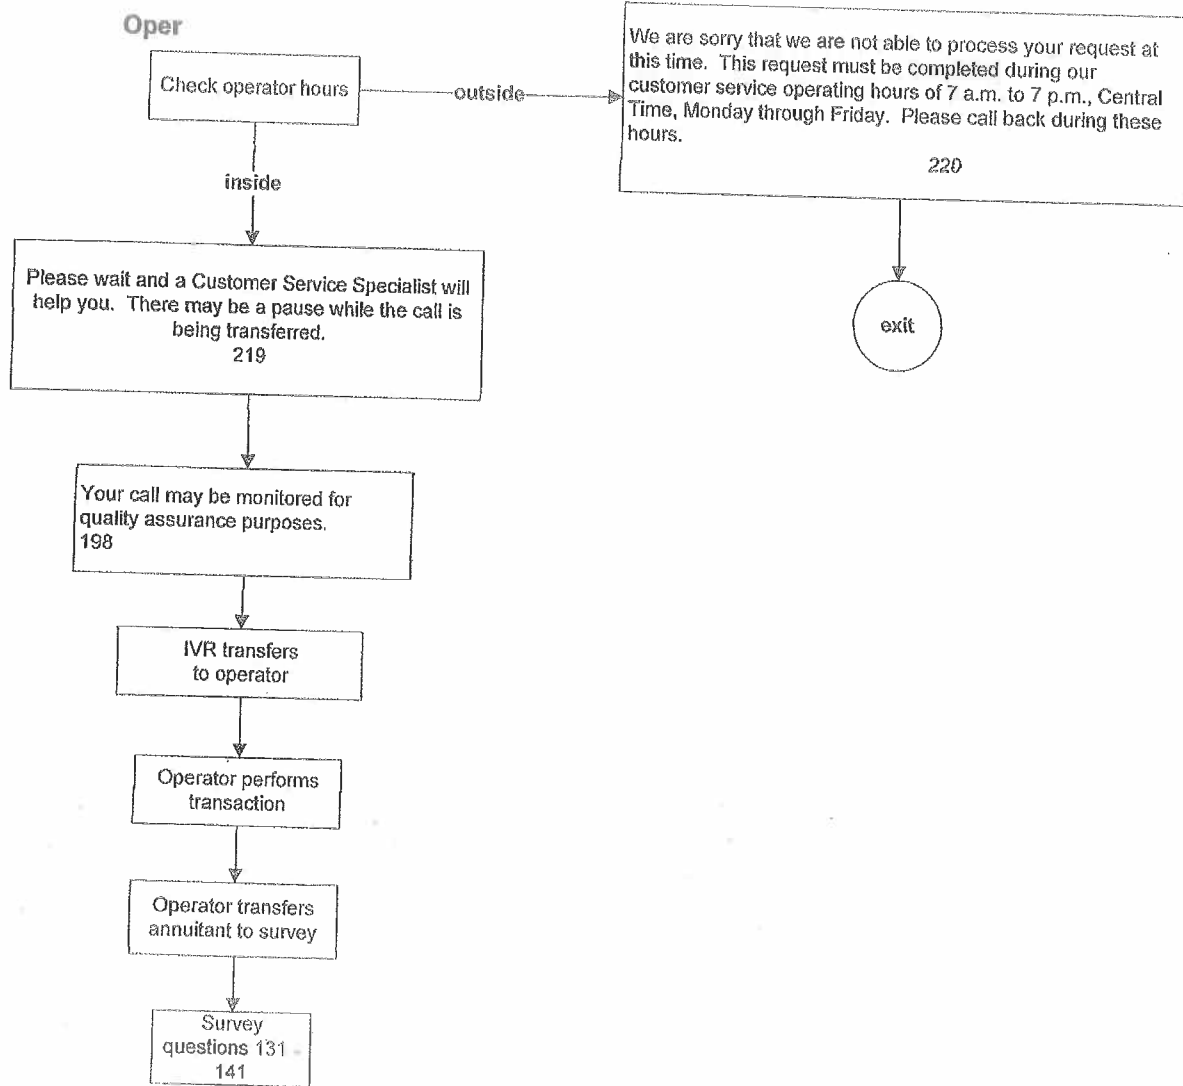 Oper
Check operator hours
outside
We are sorry that we are not able to process your request at
this time. This request must be completed during our
customer service operating hours of 7 a.m. to 7 p.m., Central
Time, Monday through Friday. Please call back during these
hours.
220
inside
exit
Please wait and a Customer Service Specialist will
help you. There may be a pause while the call is
being transferred.
219
Your call may be monitored for
quality assurance purposes.
198
IVR transfers
to operator
Operator performs
transaction
Operator transfers
annuitant to survey
Survey
questions 131 -
141